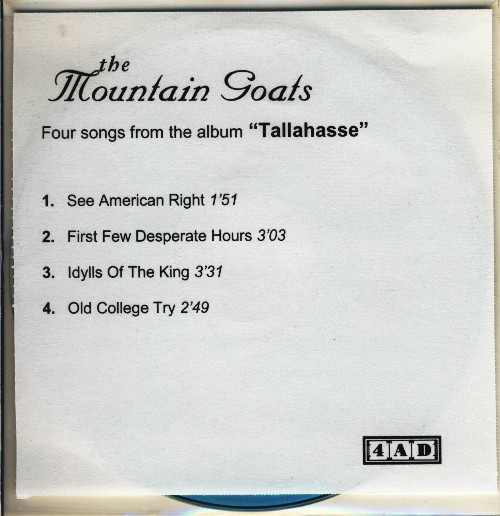 the
Mountain Goats
Four songs from the album “Tallahasse”
1. See American Right 1’51
2. First Few Desperate Hours 3’03
3. Idylls Of The King 3’31
4. Old College Try 2’49
4AD